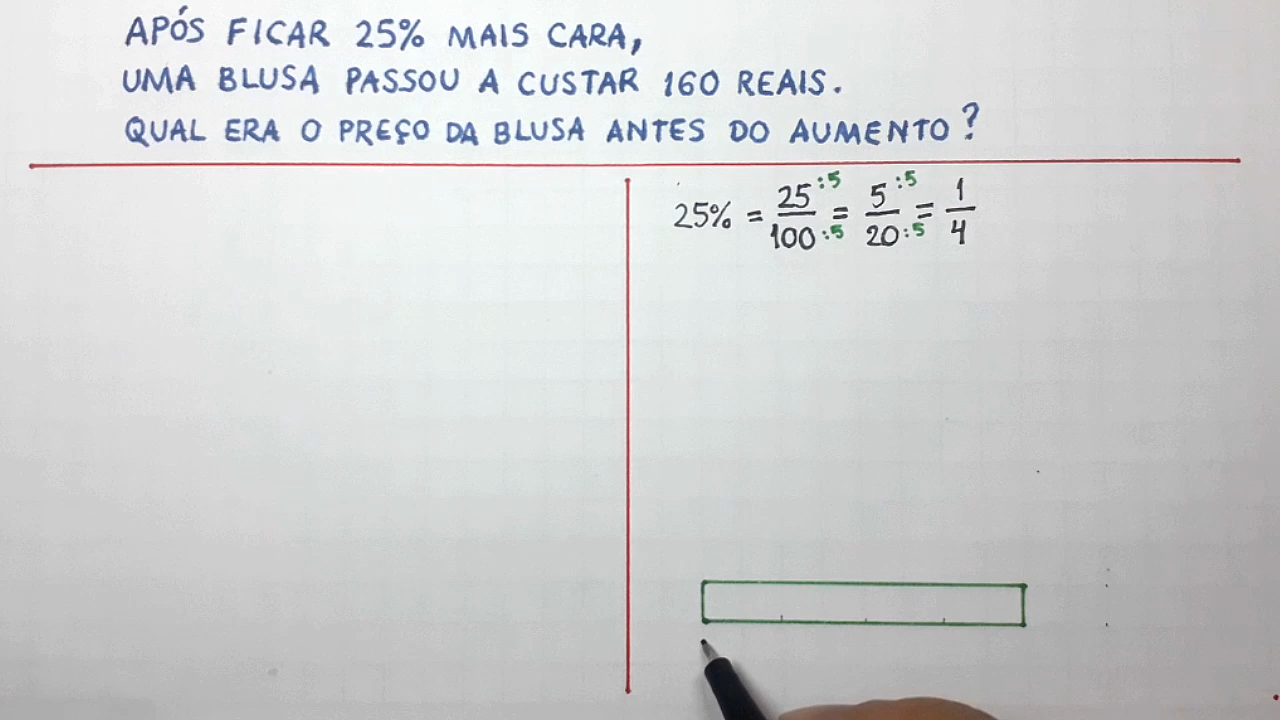 APÓS FICAR 25% MAIS CARA,
UMA BLUSA PASSOU A CUSTAR 160 REAIS.
QUAL ERA O PREÇO DA BLUSA ANTES DO AUMENTO?
25% = 25:5/100:5 = 5:5/20:5 = 1/4